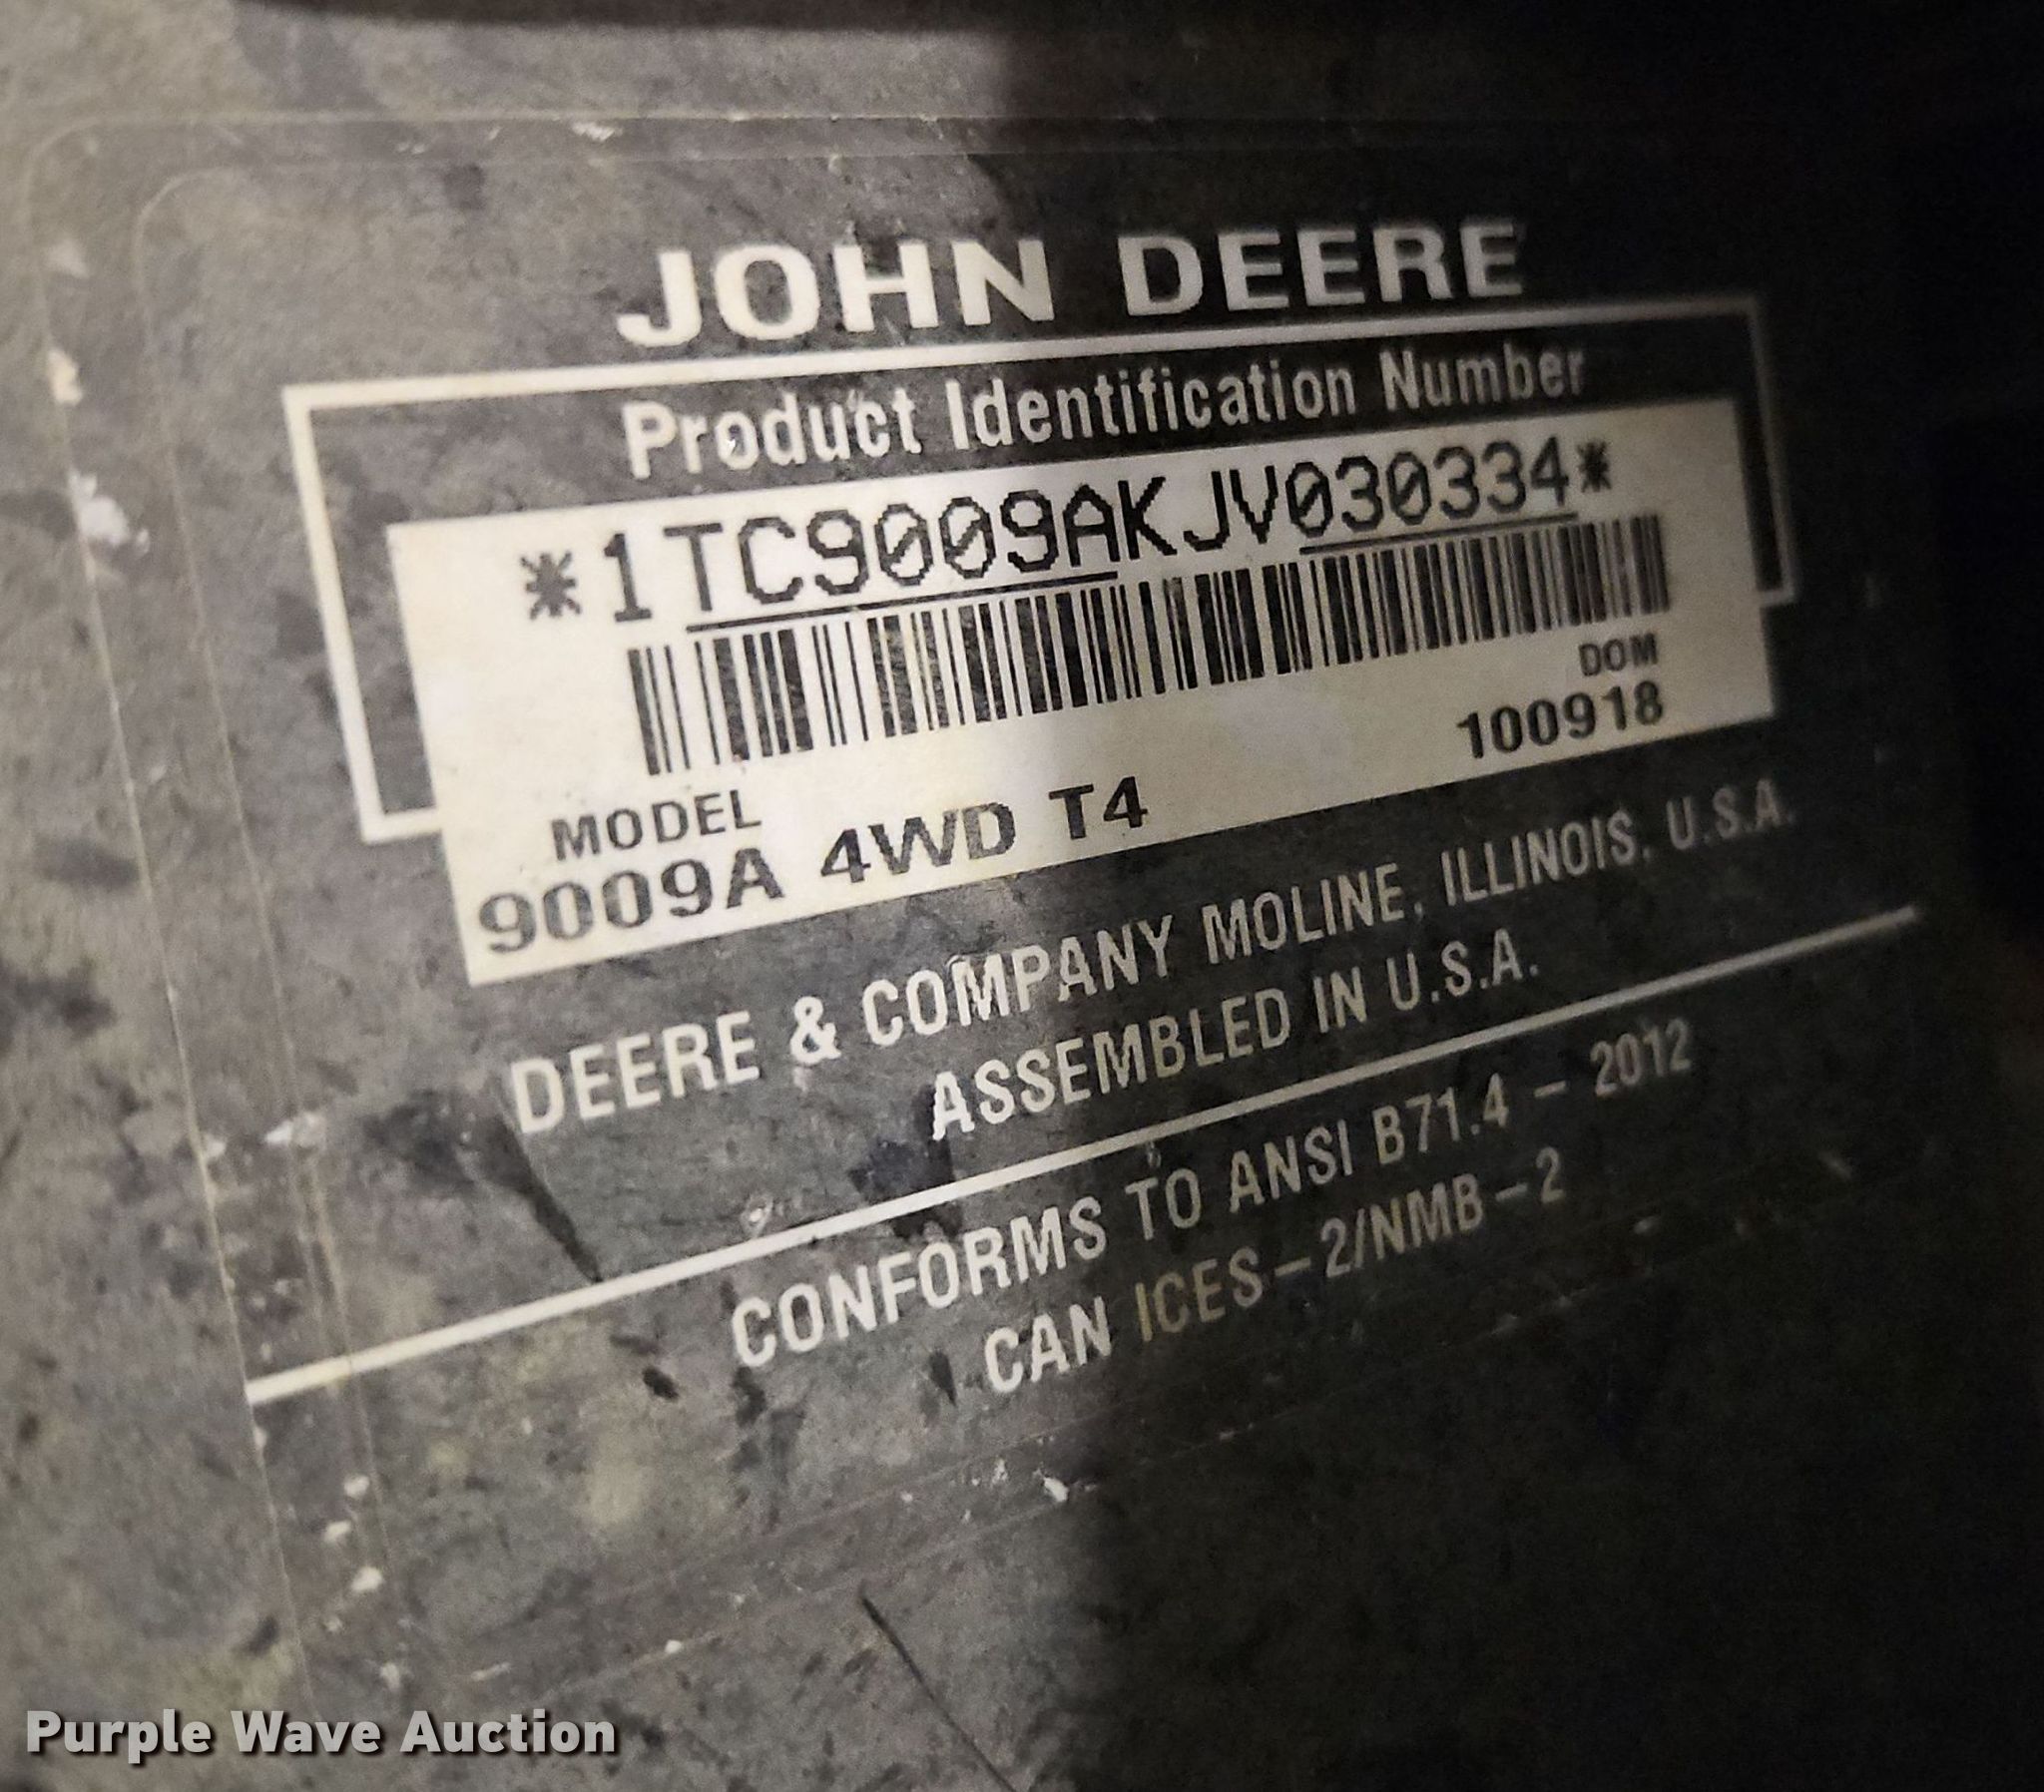 JOHN DEERE
Product Identification Number
*1TC9009AKJV030334*
DOM
100918
MODEL
9009A 4WD T4
DEERE & COMPANY MOLINE, ILLINOIS, U.S.A.
ASSEMBLED IN U.S.A.
CONFORMS TO ANSI B71.4 – 2012
CAN ICES–2/NMB–2
Purple Wave Auction